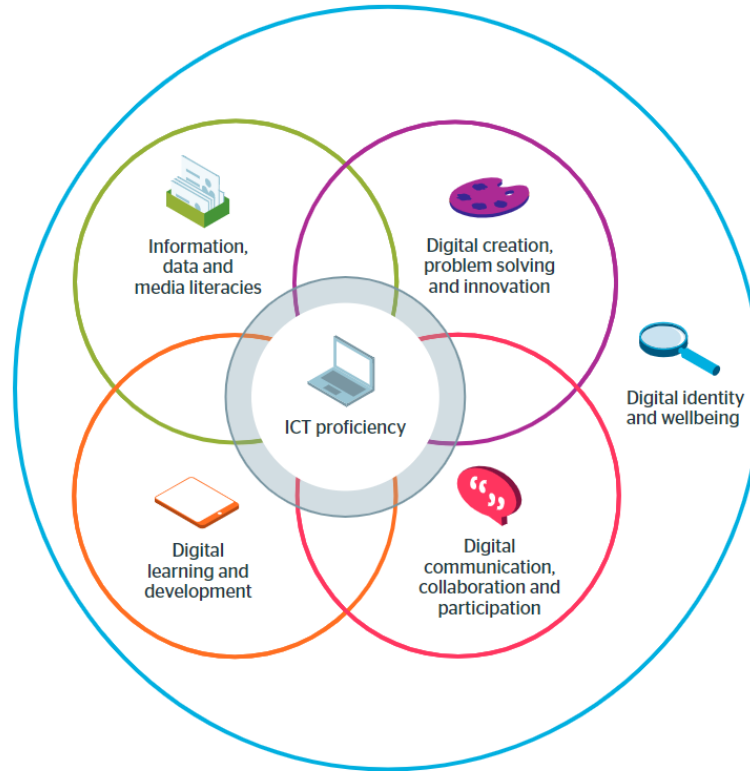 Information,
data and
media literacies
Digital creation,
problem solving
and innovation
Digital identity
and wellbeing
ICT proficiency
Digital
learning and
development
Digital
communication,
collaboration and
participation